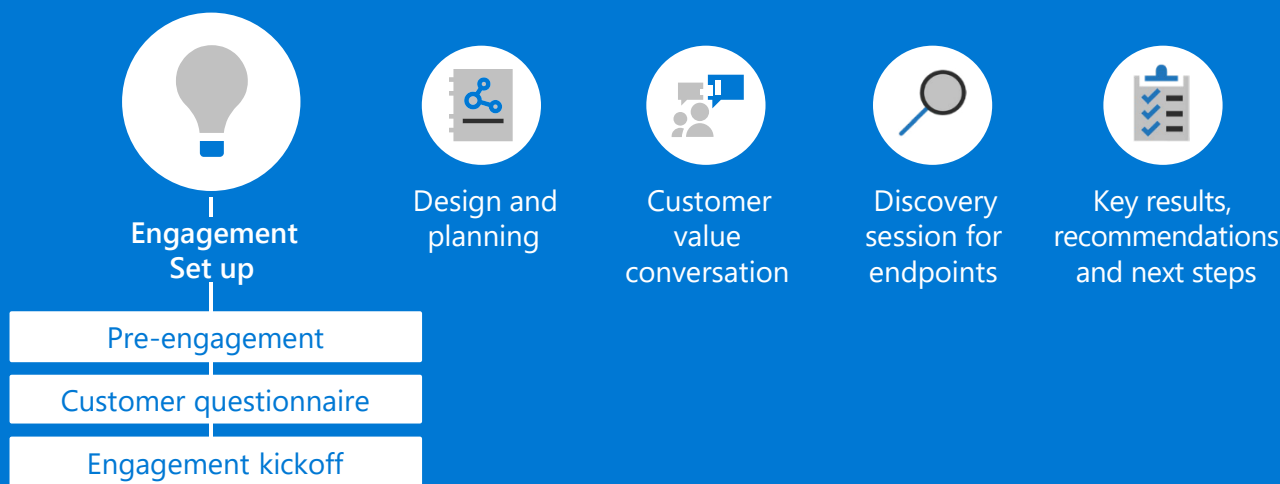 Engagement
Set up
Pre-engagement
Customer questionnaire
Engagement kickoff
Design and
planning
Customer
value
conversation
Discovery
session for
endpoints
Key results,
recommendations
and next steps